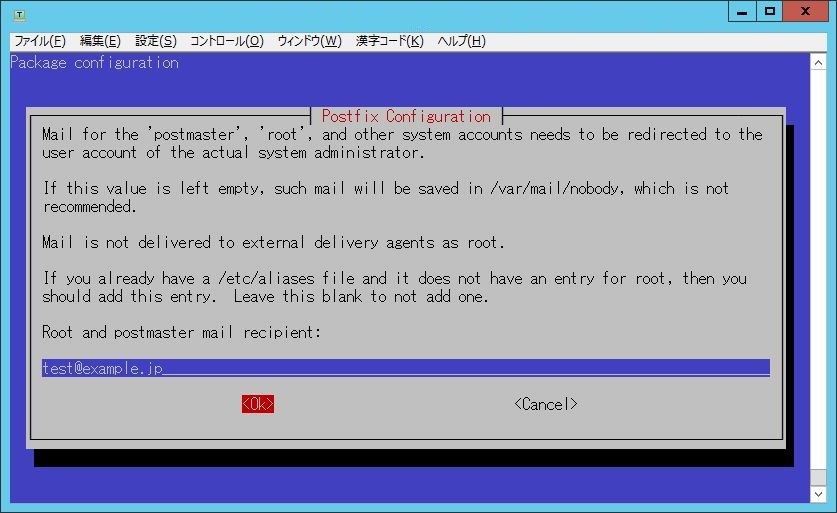 ファイル(F) 編集(E) 設定(S) コントロール(O) ウィンドウ(W) 漢字コード(K) ヘルプ(H)
Package configuration
Postfix Configuration
Mail for the 'postmaster', 'root', and other system accounts needs to be redirected to the
user account of the actual system administrator.
If this value is left empty, such mail will be saved in /var/mail/nobody, which is not
recommended.
Mail is not delivered to external delivery agents as root.
If you already have a /etc/aliases file and it does not have an entry for root, then you
should add this entry.  Leave this blank to not add one.
Root and postmaster mail recipient:
test@example.jp
<Ok> <Cancel>